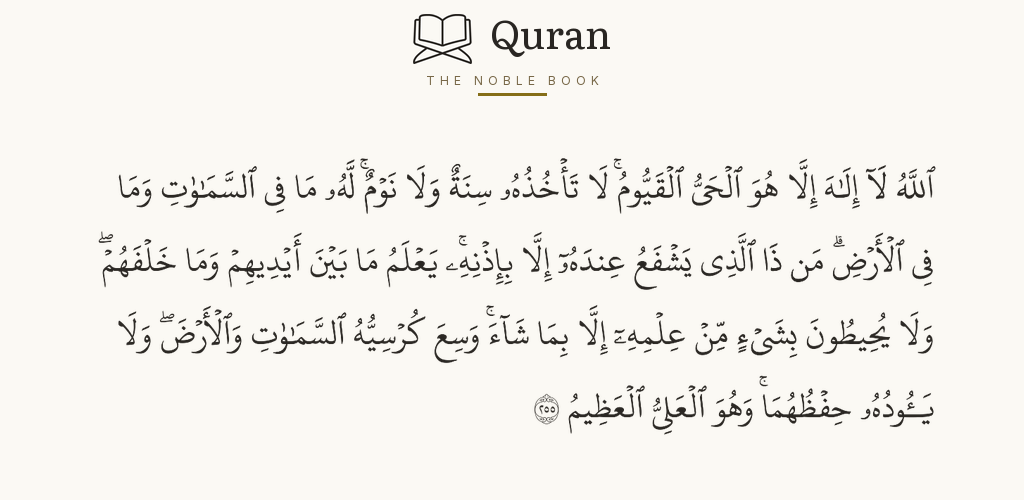 Quran
THE NOBLE BOOK
ٱللَّهُ لَآ إِلَـٰهَ إِلَّا هُوَ ٱلْحَىُّ ٱلْقَيُّومُ ۚ لَا تَأْخُذُهُۥ سِنَةٌ وَلَا نَوْمٌ ۚ لَّهُۥ مَا فِى ٱلسَّمَـٰوَٰتِ وَمَا
فِى ٱلْأَرْضِ ۗ مَن ذَا ٱلَّذِى يَشْفَعُ عِندَهُۥٓ إِلَّا بِإِذْنِهِۦ ۚ يَعْلَمُ مَا بَيْنَ أَيْدِيهِمْ وَمَا خَلْفَهُمْ ۖ
وَلَا يُحِيطُونَ بِشَىْءٍ مِّنْ عِلْمِهِۦٓ إِلَّا بِمَا شَآءَ ۚ وَسِعَ كُرْسِيُّهُ ٱلسَّمَـٰوَٰتِ وَٱلْأَرْضَ ۖ وَلَا
يَـُٔودُهُۥ حِفْظُهُمَا ۚ وَهُوَ ٱلْعَلِىُّ ٱلْعَظِيمُ ٢٥٥